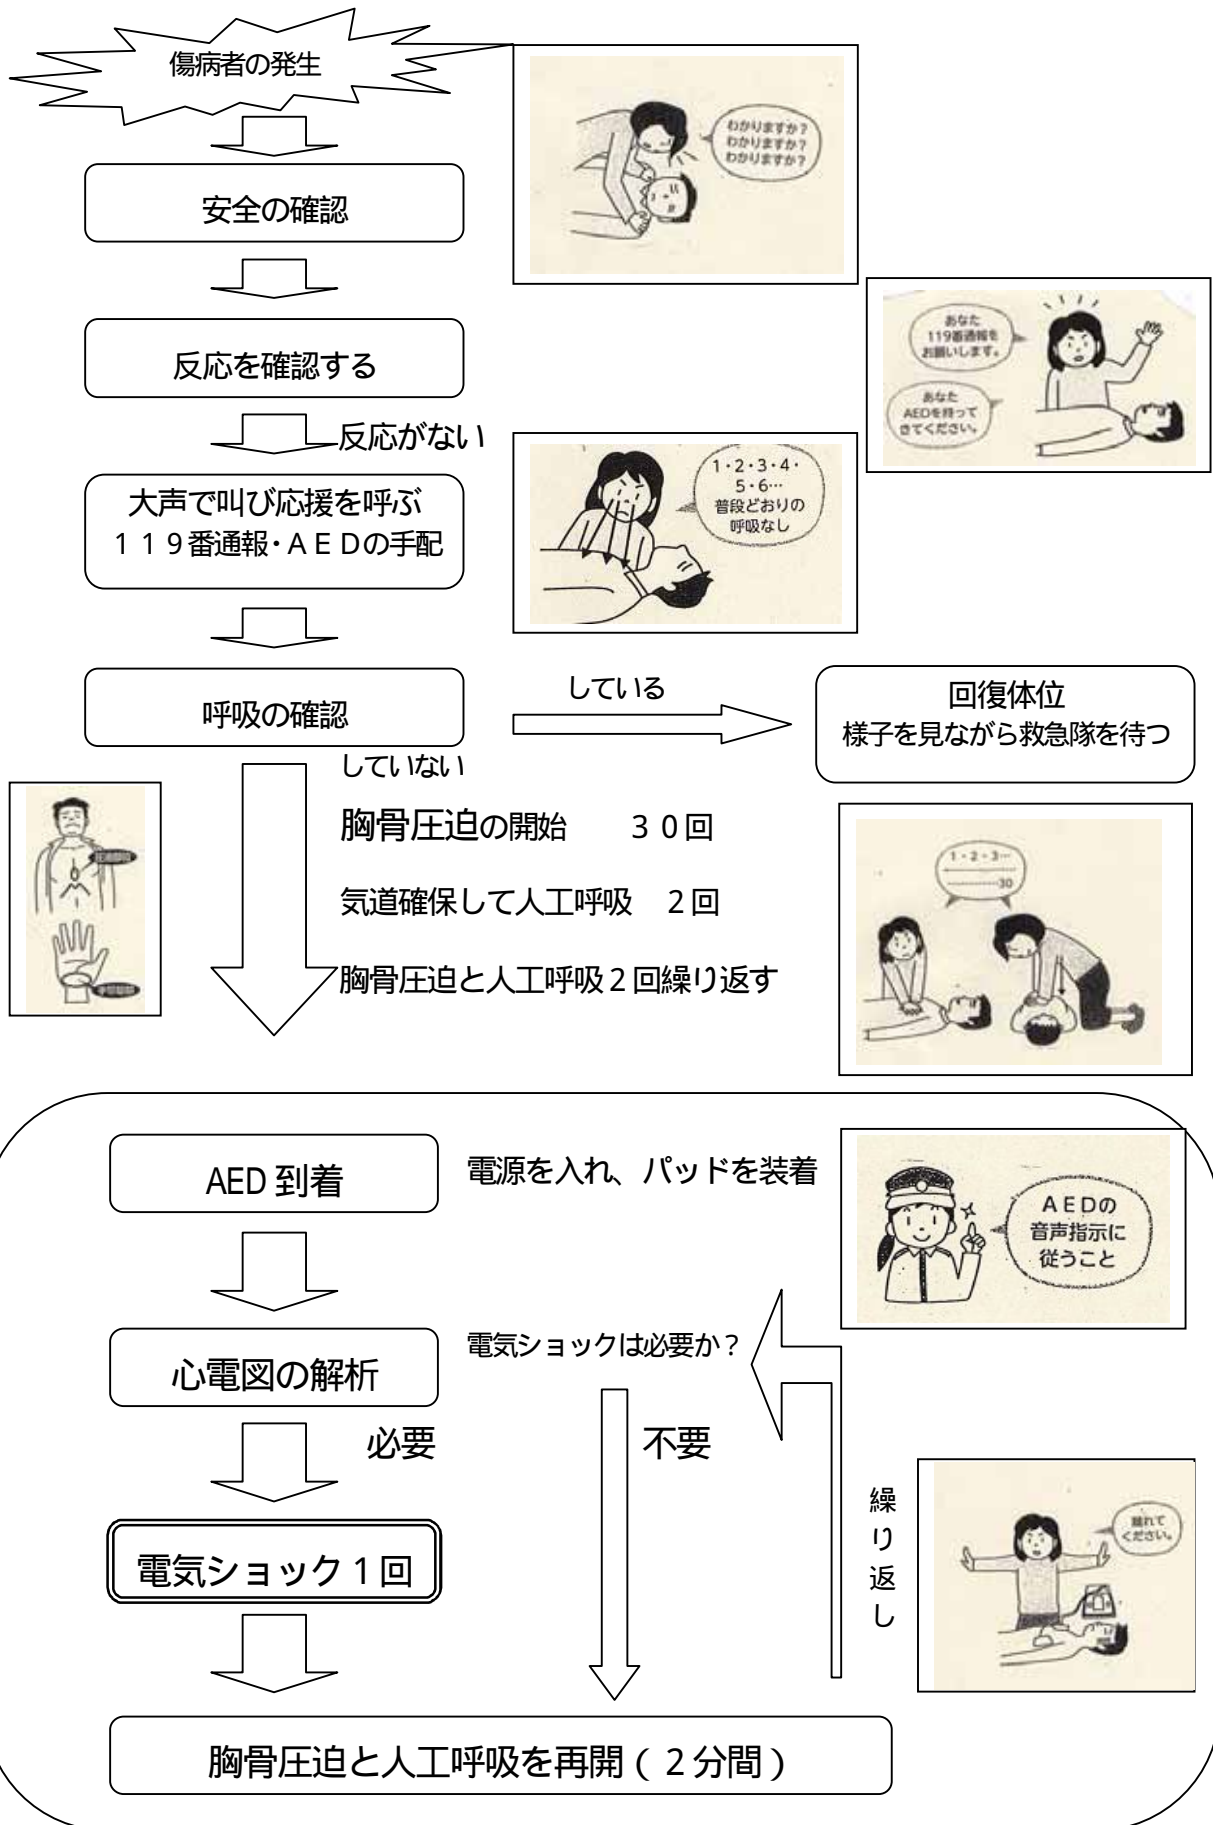 傷病者の発生
わかりますか?
わかりますか?
わかりますか?
安全の確認
反応を確認する
あなた
119番通報を
お願いします。
あなた
AEDを持って
きてください。
反応がない
大声で叫び応援を呼ぶ
119番通報・AEDの手配
1・2・3・4・
5・6…
普段どおりの
呼吸なし
呼吸の確認
している
回復体位
様子を見ながら救急隊を待つ
していない
胸骨圧迫の開始 30回
気道確保して人工呼吸 2回
胸骨圧迫と人工呼吸2回繰り返す
1・2・3…
…………30
AED到着
電源を入れ、パッドを装着
AEDの
音声指示に
従うこと
心電図の解析
電気ショックは必要か?
必要
不要
電気ショック1回
繰り返し
離れて
ください。
胸骨圧迫と人工呼吸を再開(2分間)